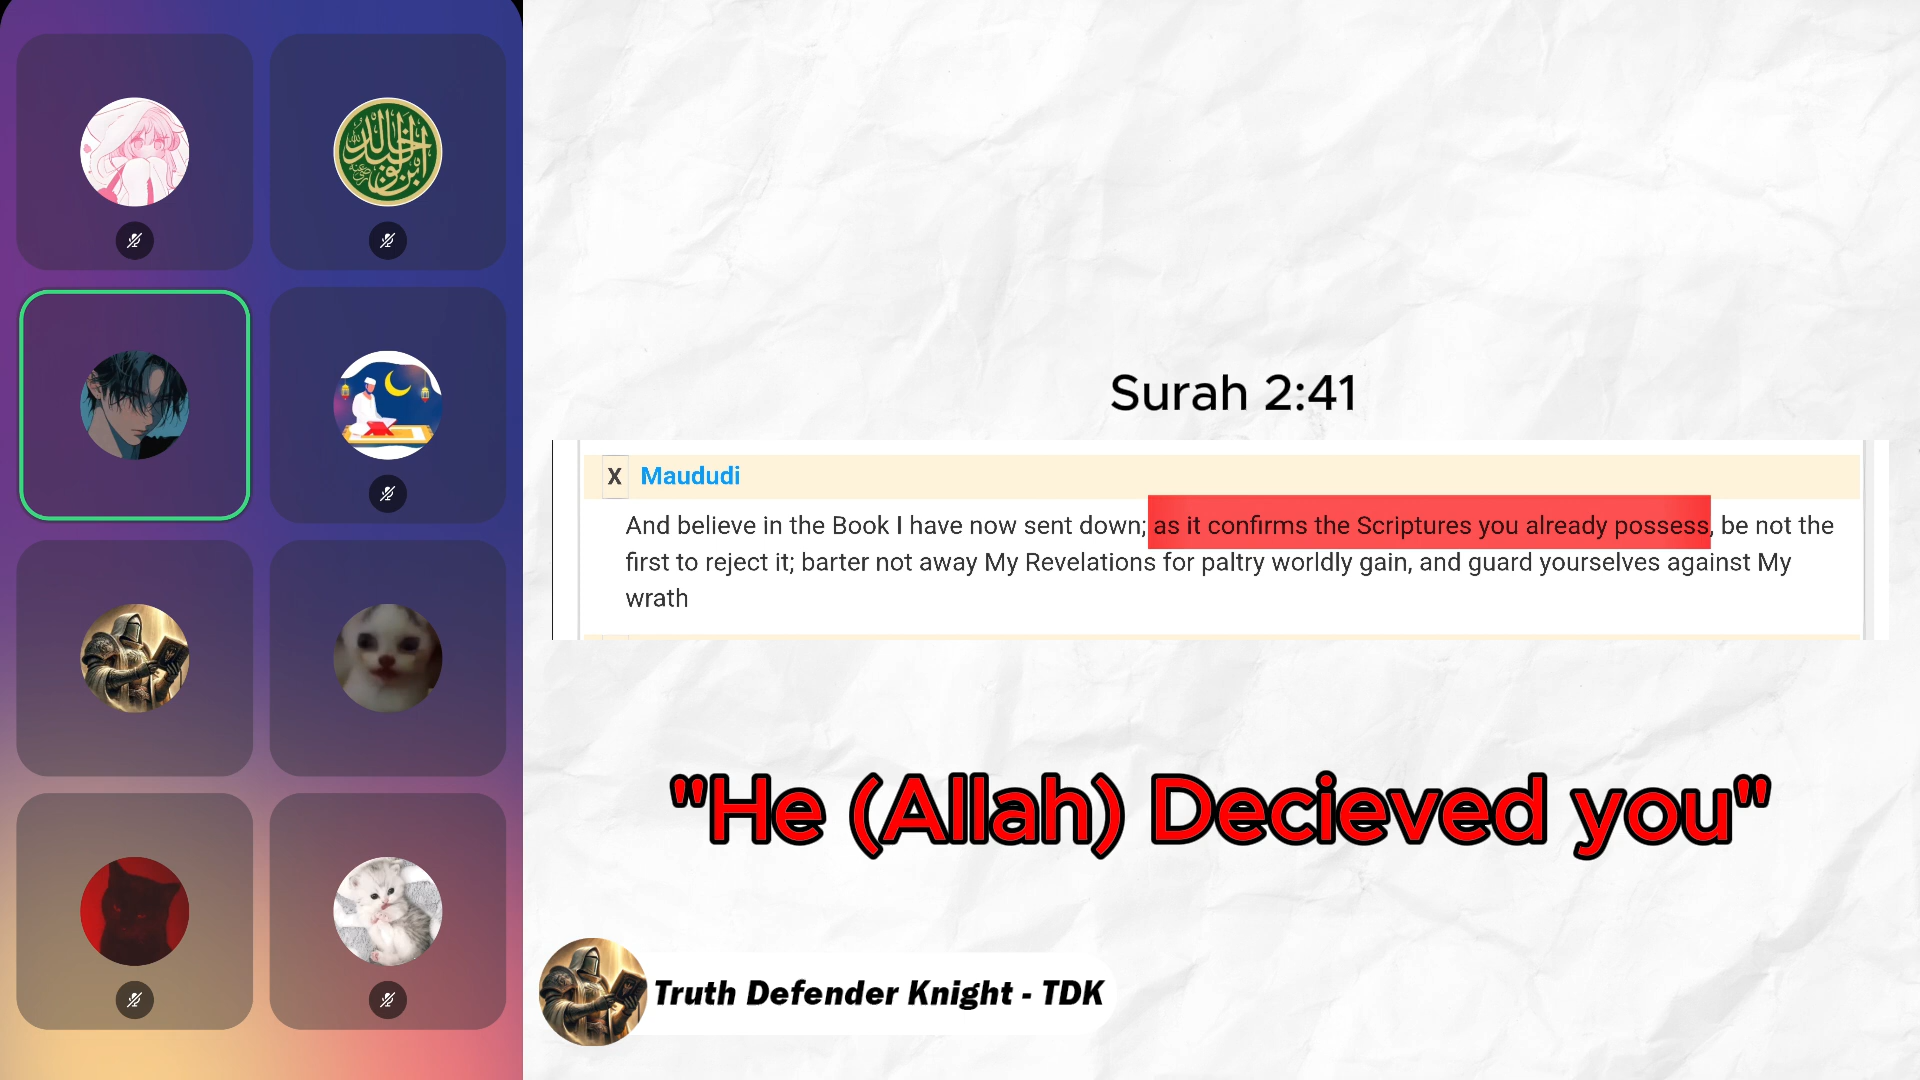 Surah 2:41
X Maududi
And believe in the Book I have now sent down; as it confirms the Scriptures you already possess, be not the
first to reject it; barter not away My Revelations for paltry worldly gain, and guard yourselves against My
wrath
"He (Allah) Decieved you"
Truth Defender Knight - TDK